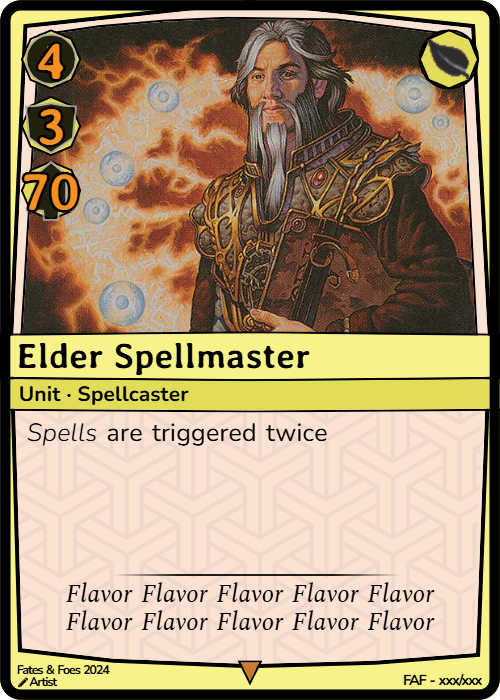 4
3
70
Elder Spellmaster
Unit · Spellcaster
Spells are triggered twice
Flavor Flavor Flavor Flavor Flavor
Flavor Flavor Flavor Flavor Flavor
Fates & Foes 2024
Artist
FAF - xxx/xxx